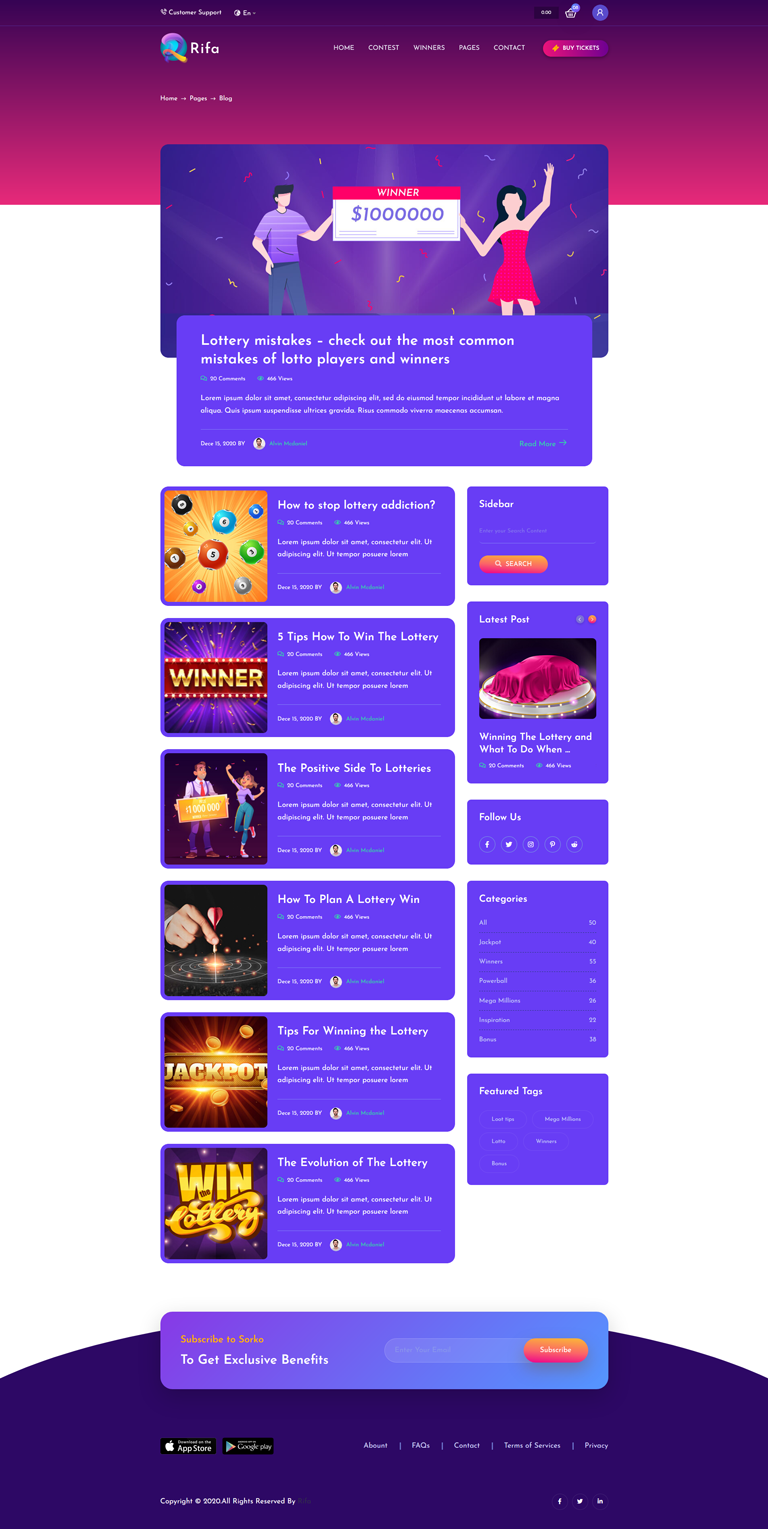 Customer Support
En
0.00
Rifa
HOME
CONTEST
WINNERS
PAGES
CONTACT
BUY TICKETS
Home → Pages → Blog
WINNER
$1000000
Lottery mistakes – check out the most common
mistakes of lotto players and winners
20 Comments 466 Views
Lorem ipsum dolor sit amet, consectetur adipiscing elit, sed do eiusmod tempor incididunt ut labore et magna
aliqua. Quis ipsum suspendisse ultrices gravida. Risus commodo viverra maecenas accumsan.
Dece 15, 2020 BY Alvin Mcdaniel
Read More →
How to stop lottery addiction?
20 Comments 466 Views
Lorem ipsum dolor sit amet, consectetur elit. Ut
adipiscing elit. Ut tempor posuere lorem
Dece 15, 2020 BY Alvin Mcdaniel
WINNER
5 Tips How To Win The Lottery
20 Comments 466 Views
Lorem ipsum dolor sit amet, consectetur elit. Ut
adipiscing elit. Ut tempor posuere lorem
Dece 15, 2020 BY Alvin Mcdaniel
1 000 000
The Positive Side To Lotteries
20 Comments 466 Views
Lorem ipsum dolor sit amet, consectetur elit. Ut
adipiscing elit. Ut tempor posuere lorem
Dece 15, 2020 BY Alvin Mcdaniel
How To Plan A Lottery Win
20 Comments 466 Views
Lorem ipsum dolor sit amet, consectetur elit. Ut
adipiscing elit. Ut tempor posuere lorem
Dece 15, 2020 BY Alvin Mcdaniel
JACKPOT
Tips For Winning the Lottery
20 Comments 466 Views
Lorem ipsum dolor sit amet, consectetur elit. Ut
adipiscing elit. Ut tempor posuere lorem
Dece 15, 2020 BY Alvin Mcdaniel
WIN
the
Lottery
The Evolution of The Lottery
20 Comments 466 Views
Lorem ipsum dolor sit amet, consectetur elit. Ut
adipiscing elit. Ut tempor posuere lorem
Dece 15, 2020 BY Alvin Mcdaniel
Sidebar
Enter your Search Content
SEARCH
Latest Post
Winning The Lottery and
What To Do When ...
20 Comments 466 Views
Follow Us
Categories
All 50
Jackpot 40
Winners 55
Powerball 36
Mega Millions 26
Inspiration 22
Bonus 38
Featured Tags
Last tips Mega Millions
Lotto Winners
Bonus
Subscribe to Sorko
To Get Exclusive Benefits
Enter Your Email
Subscribe
Download on the
App Store
Google play
Abount | FAQs | Contact | Terms of Services | Privacy
Copyright © 2020.All Rights Reserved By Rifa